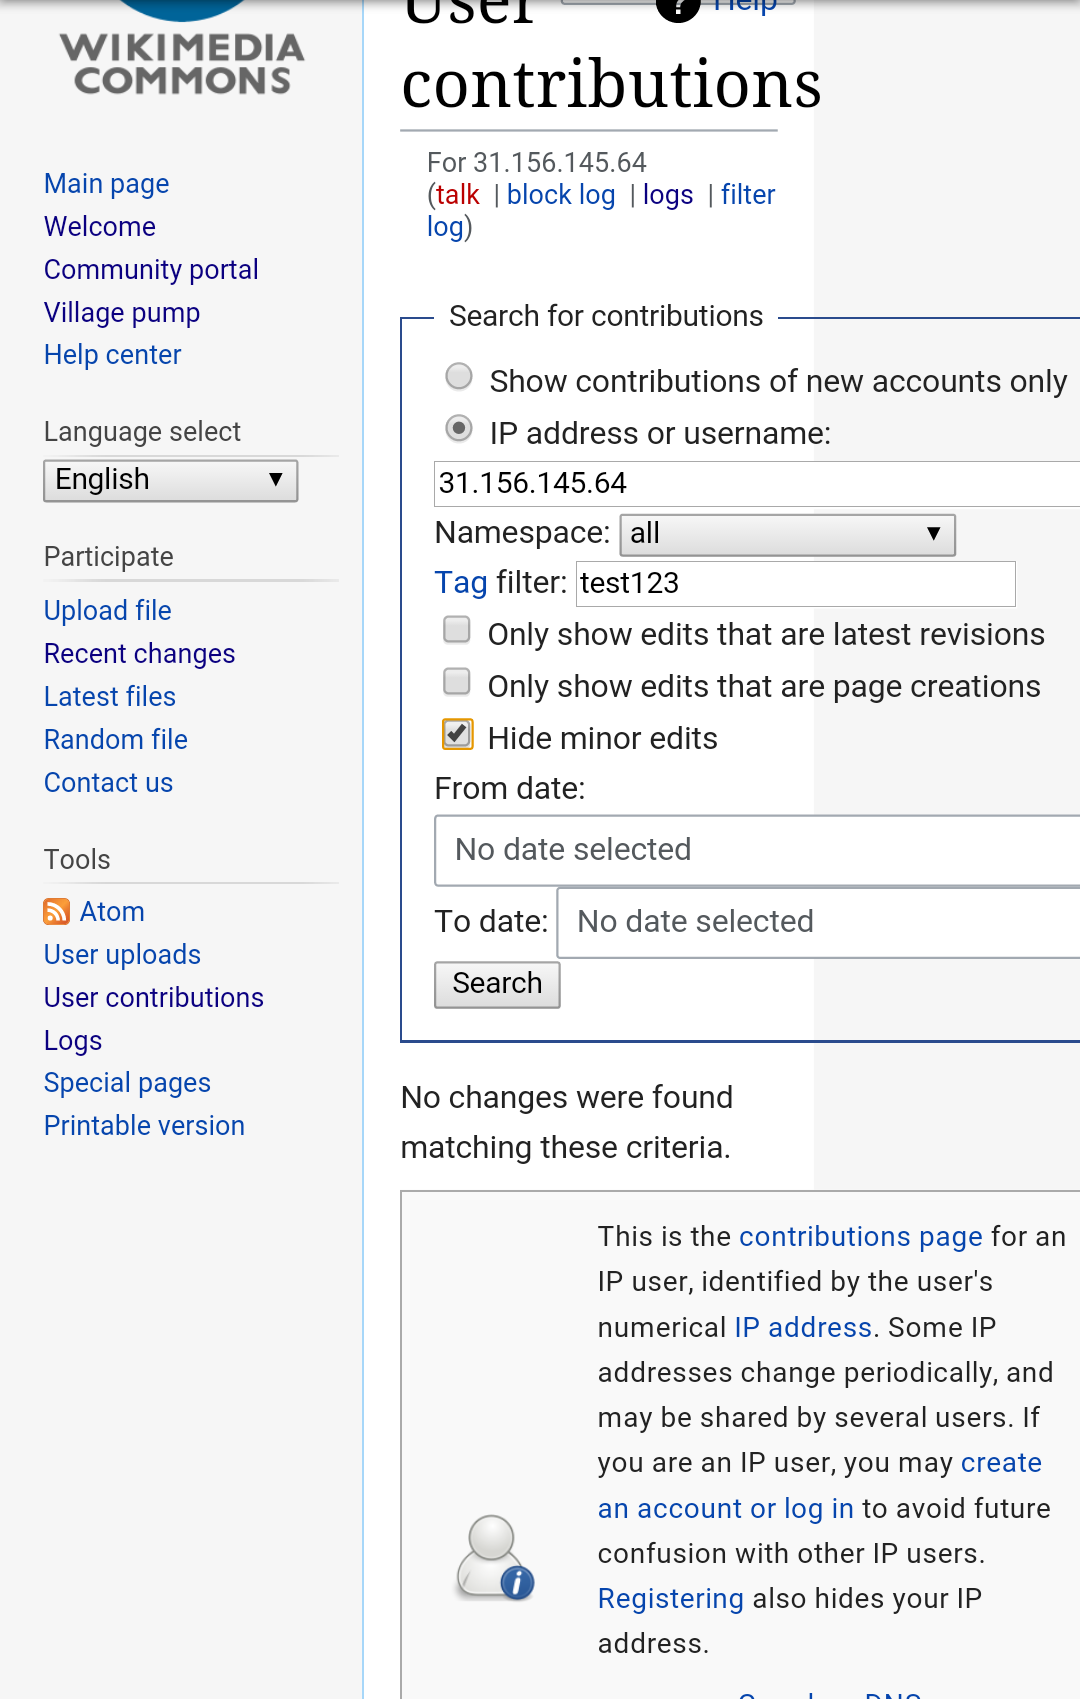 WIKIMEDIA
COMMONS
Main page
Welcome
Community portal
Village pump
Help center
Language select
English
Participate
Upload file
Recent changes
Latest files
Random file
Contact us
Tools
Atom
User uploads
User contributions
Logs
Special pages
Printable version
User
? Help
contributions
For 31.156.145.64
(talk | block log | logs | filter
log)
Search for contributions
Show contributions of new accounts only
IP address or username:
31.156.145.64
Namespace: all
Tag filter: test123
Only show edits that are latest revisions
Only show edits that are page creations
Hide minor edits
From date:
No date selected
To date: No date selected
Search
No changes were found
matching these criteria.
This is the contributions page for an
IP user, identified by the user's
numerical IP address. Some IP
addresses change periodically, and
may be shared by several users. If
you are an IP user, you may create
an account or log in to avoid future
confusion with other IP users.
Registering also hides your IP
address.